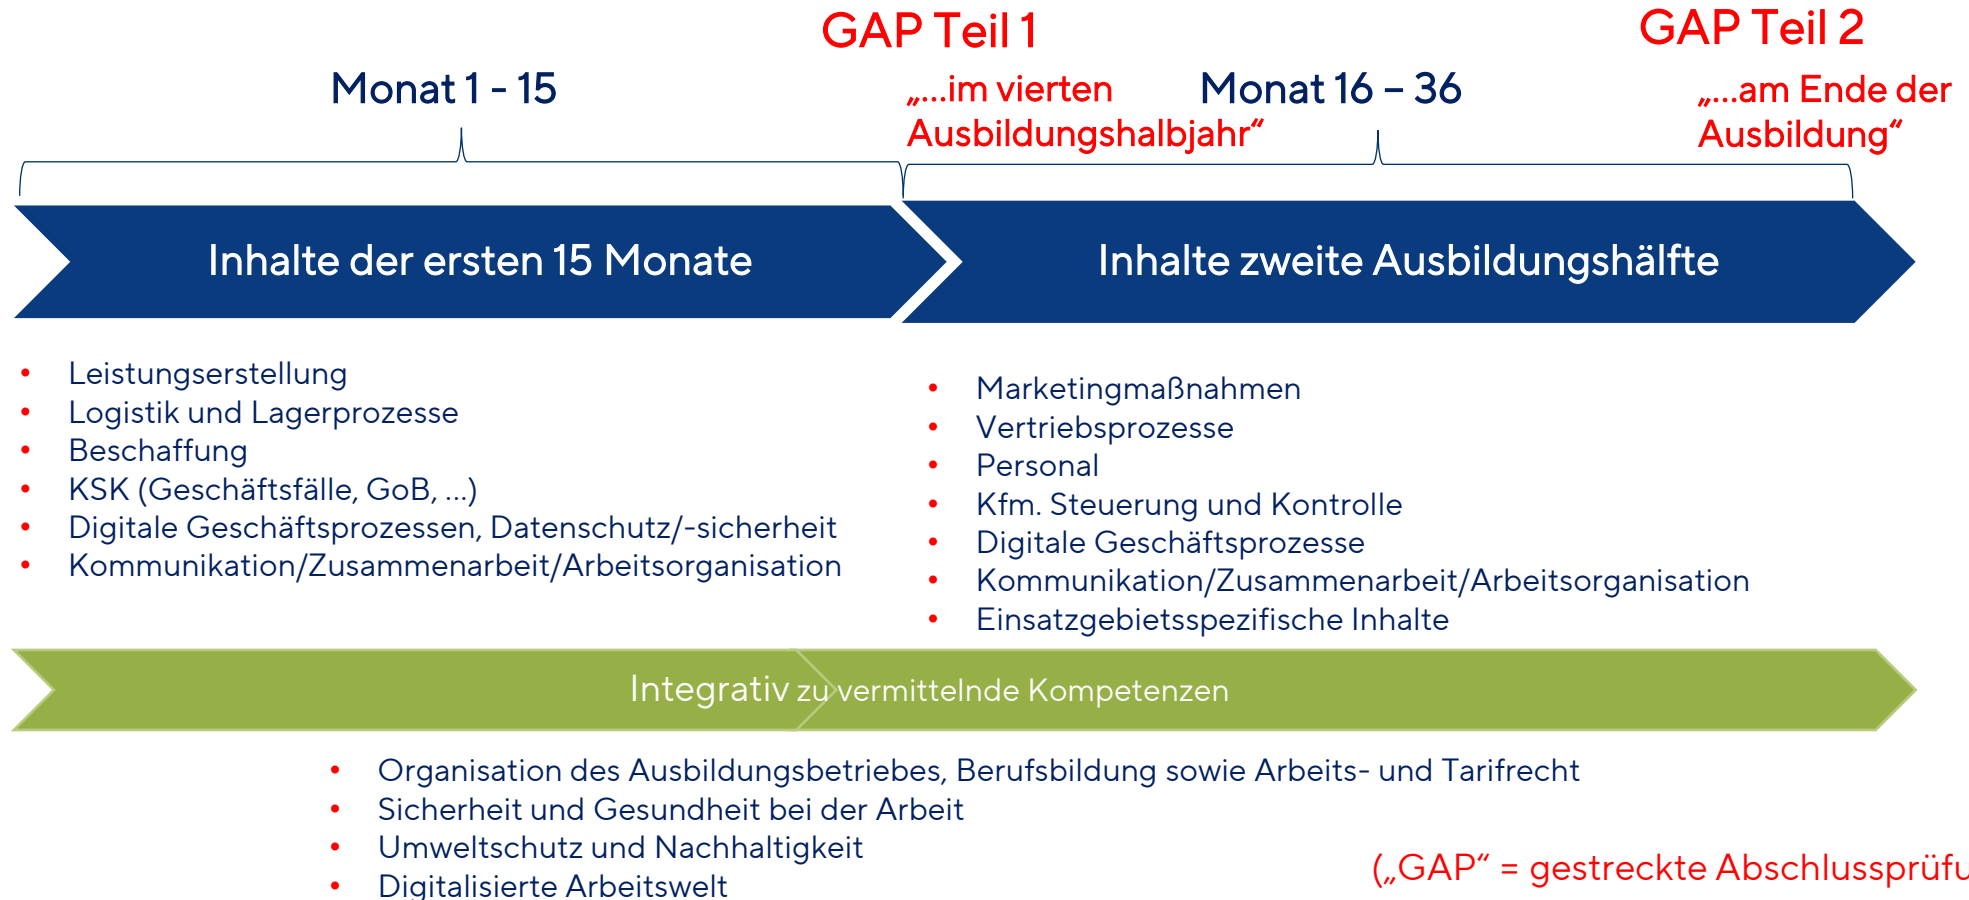 GAP Teil 1
GAP Teil 2
Monat 1 - 15
„...im vierten
Ausbildungshalbjahr“
Monat 16 – 36
„...am Ende der
Ausbildung“
Inhalte der ersten 15 Monate
Inhalte zweite Ausbildungshälfte
• Leistungserstellung
• Logistik und Lagerprozesse
• Beschaffung
• KSK (Geschäftsfälle, GoB, ...)
• Digitale Geschäftsprozessen, Datenschutz/-sicherheit
• Kommunikation/Zusammenarbeit/Arbeitsorganisation
• Marketingmaßnahmen
• Vertriebsprozesse
• Personal
• Kfm. Steuerung und Kontrolle
• Digitale Geschäftsprozesse
• Kommunikation/Zusammenarbeit/Arbeitsorganisation
• Einsatzgebietsspezifische Inhalte
Integrativ zu vermittelnde Kompetenzen
• Organisation des Ausbildungsbetriebes, Berufsbildung sowie Arbeits- und Tarifrecht
• Sicherheit und Gesundheit bei der Arbeit
• Umweltschutz und Nachhaltigkeit
• Digitalisierte Arbeitswelt
(„GAP“ = gestreckte Abschlussprüfu